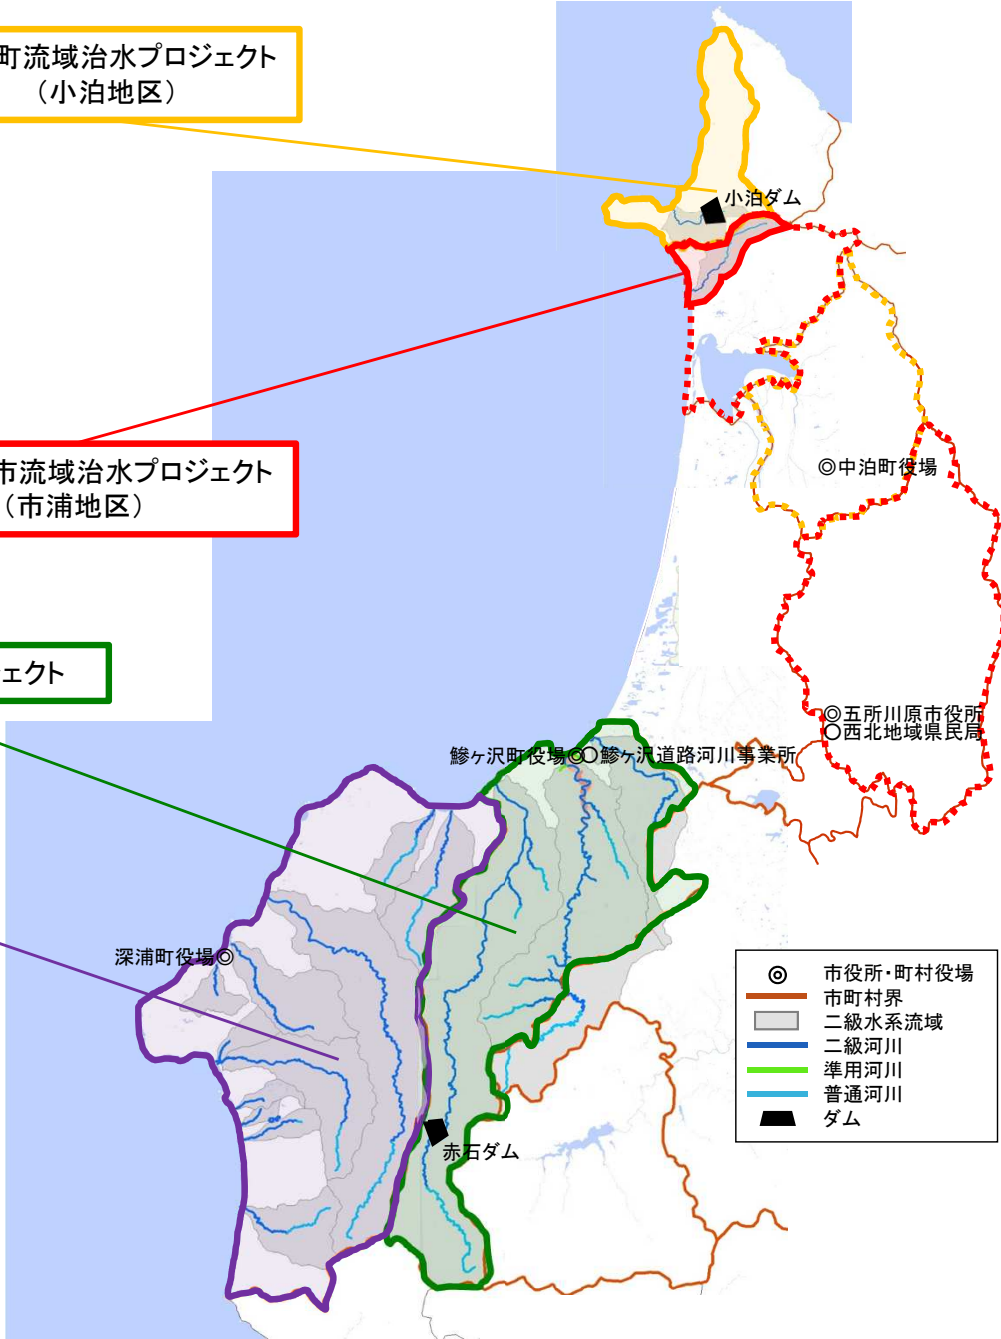 町流域治水プロジェクト
（小泊地区）
小泊ダム
市流域治水プロジェクト
（市浦地区）
◎中泊町役場
ェクト
◎五所川原市役所
○西北地域県民局
鰺ヶ沢町役場◎○鰺ヶ沢道路河川事業所
深浦町役場◎
赤石ダム
◎ 市役所・町村役場
市町村界
二級水系流域
二級河川
準用河川
普通河川
ダム